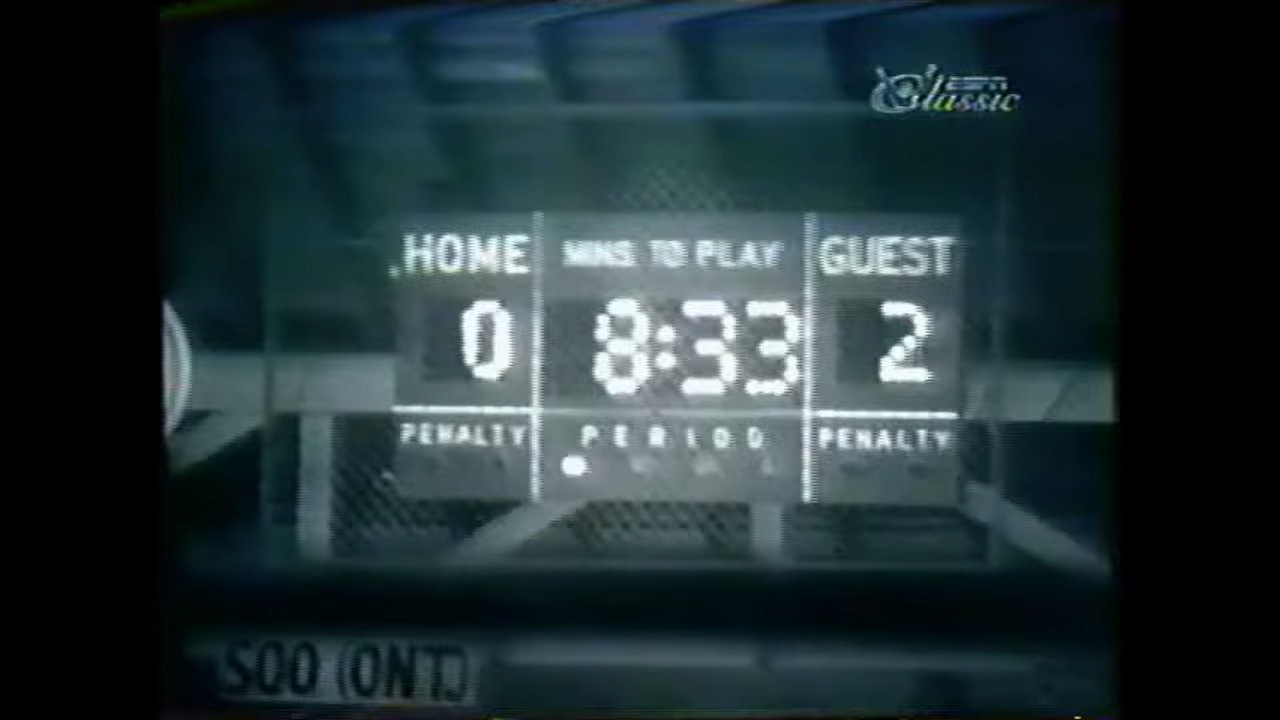 ESPN
Classic
HOME MINS TO PLAY GUEST
0 8:33 2
PENALTY PERIOD PENALTY
SOO (ONT)